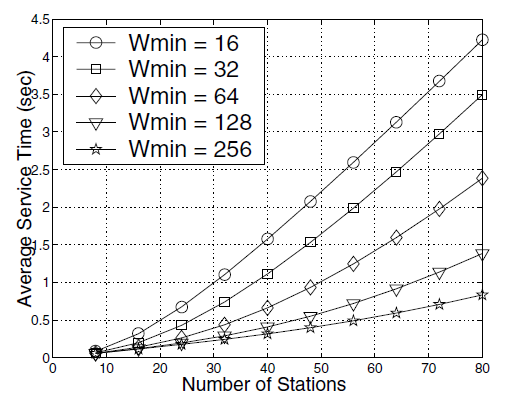 4.5
4
3.5
3
2.5
2
1.5
1
0.5
0
Average Service Time (sec)
Wmin = 16
Wmin = 32
Wmin = 64
Wmin = 128
Wmin = 256
0 10 20 30 40 50 60 70 80
Number of Stations